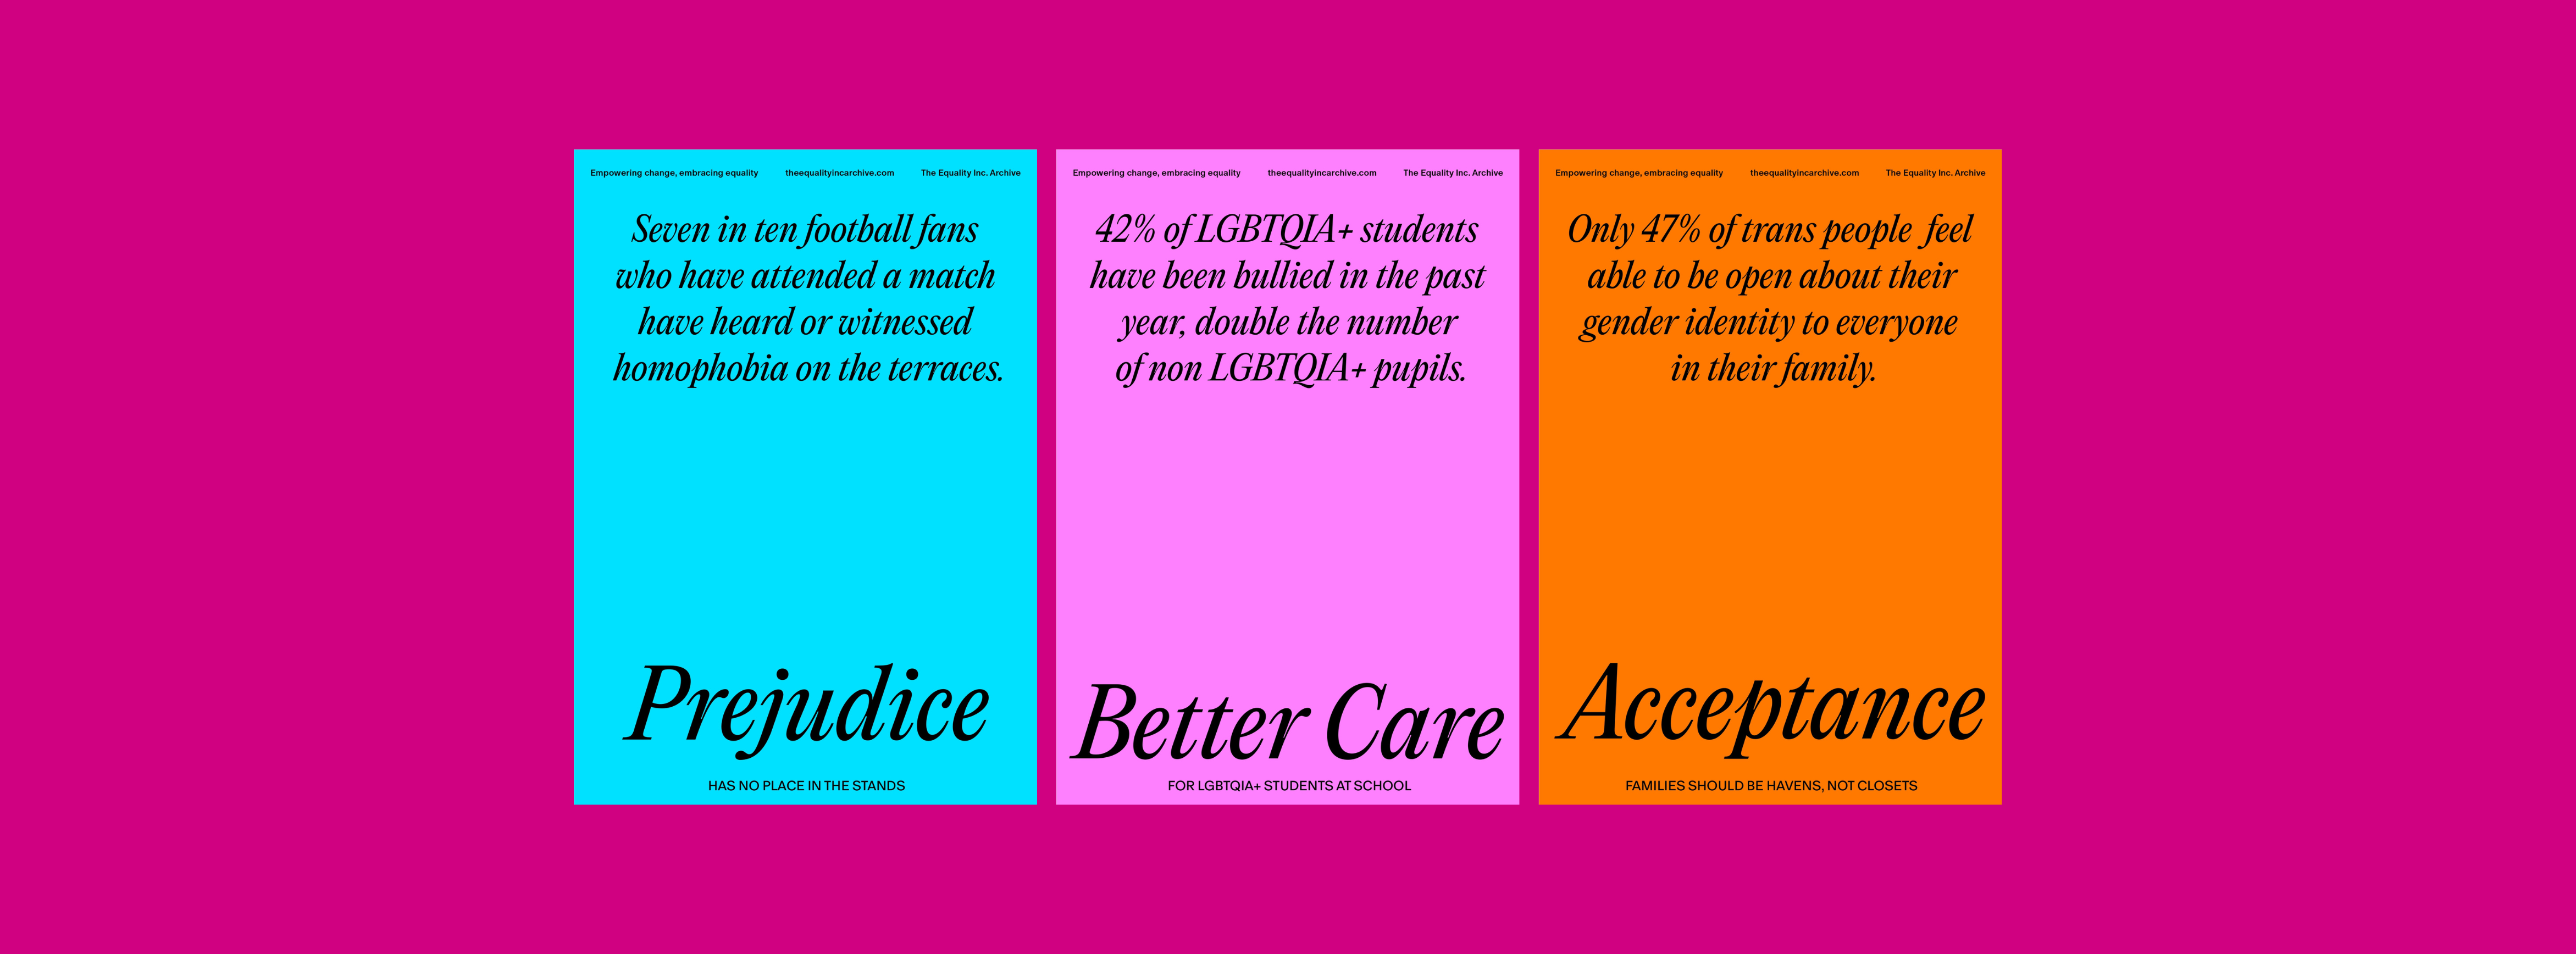 Empowering change, embracing equality theequalityincarchive.com The Equality Inc. Archive
Seven in ten football fans
who have attended a match
have heard or witnessed
homophobia on the terraces.
Prejudice
HAS NO PLACE IN THE STANDS
Empowering change, embracing equality theequalityincarchive.com The Equality Inc. Archive
42% of LGBTQIA+ students
have been bullied in the past
year, double the number
of non LGBTQIA+ pupils.
Better Care
FOR LGBTQIA+ STUDENTS AT SCHOOL
Empowering change, embracing equality theequalityincarchive.com The Equality Inc. Archive
Only 47% of trans people feel
able to be open about their
gender identity to everyone
in their family.
Acceptance
FAMILIES SHOULD BE HAVENS, NOT CLOSETS